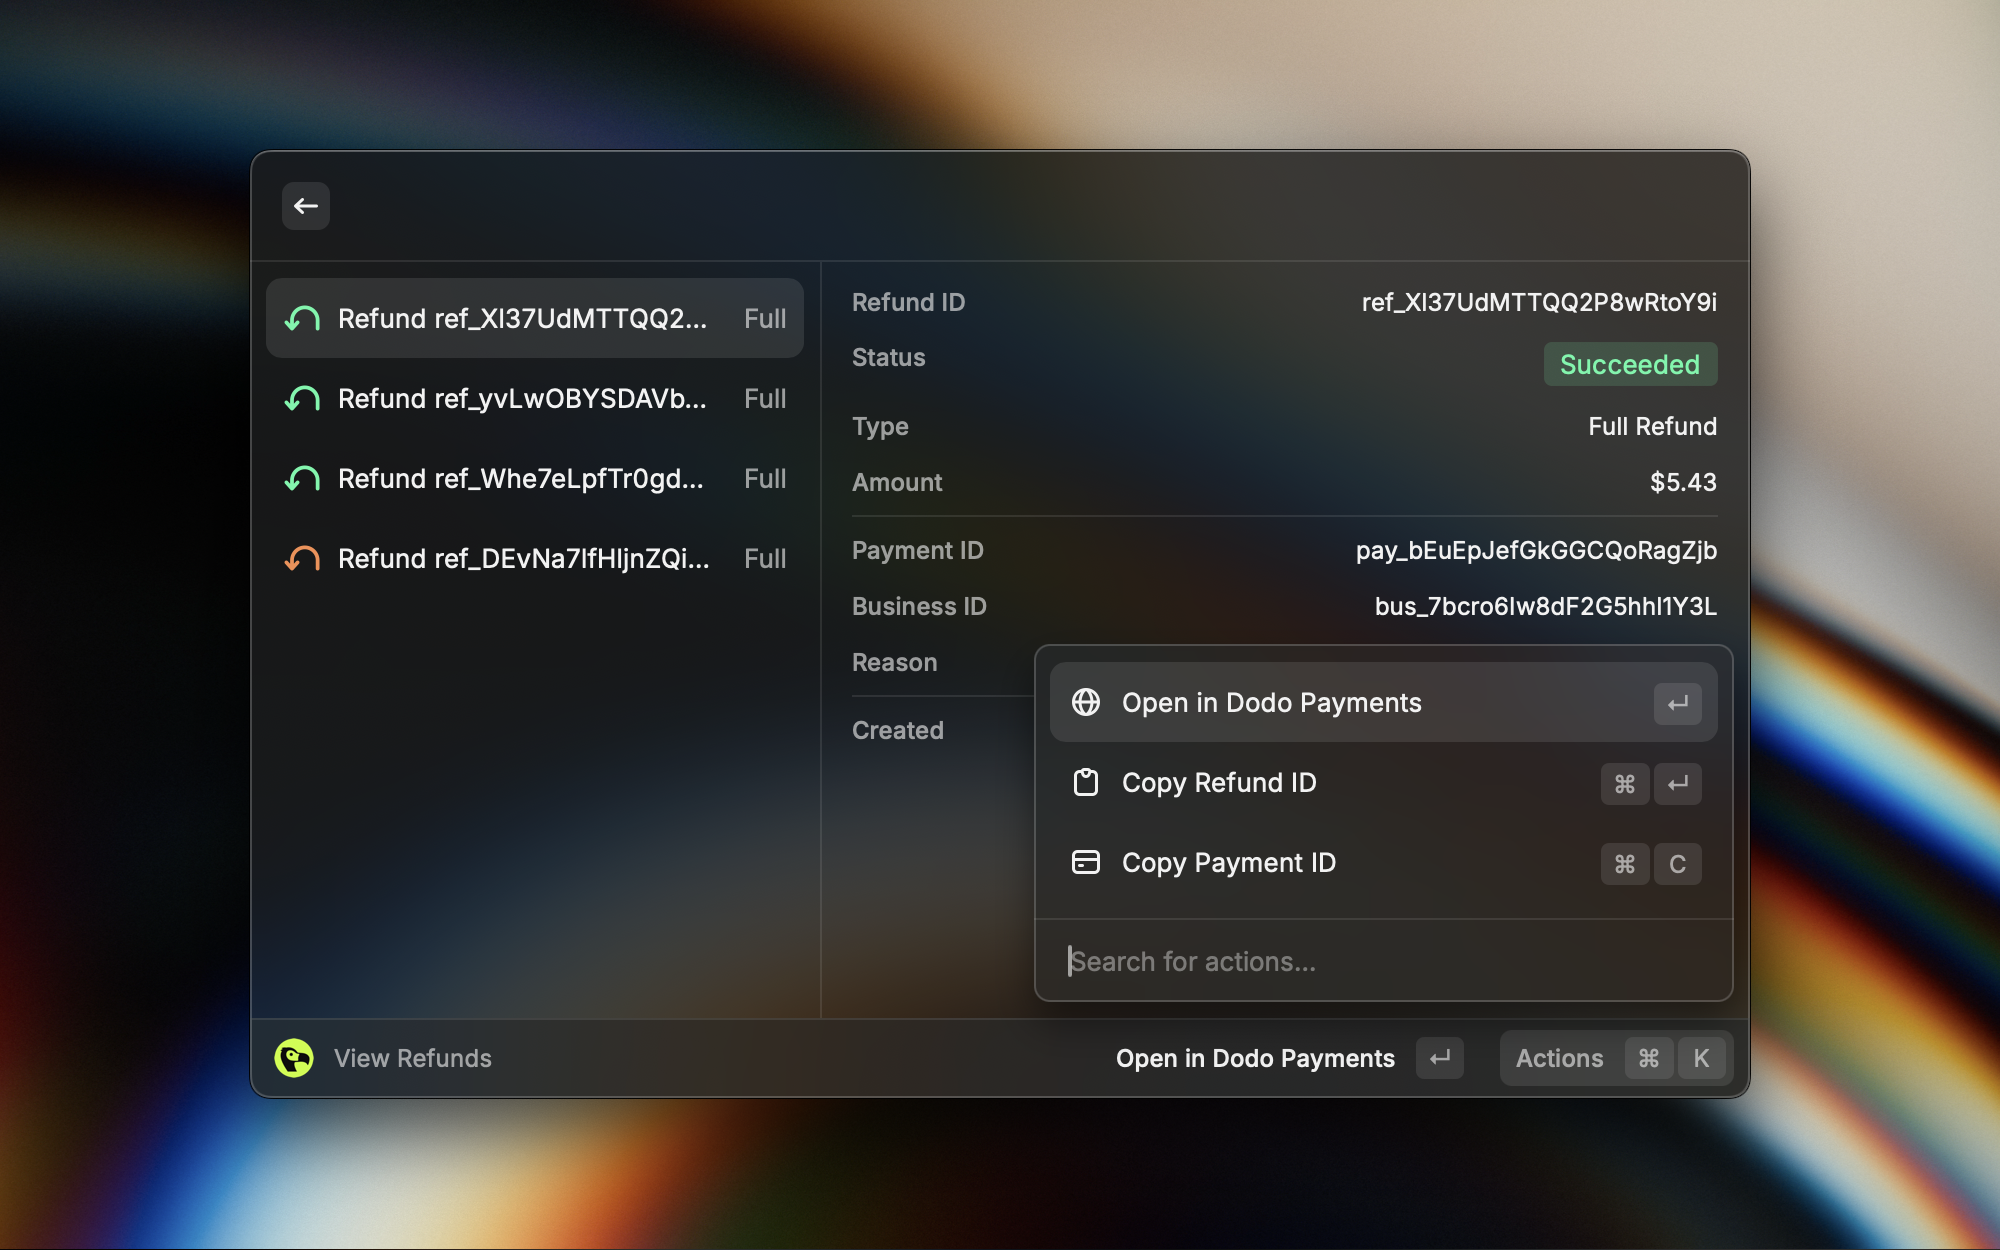 Refund ref_XI37UdMTTQQ2... Full
Refund ref_yvLwOBYSDAVb... Full
Refund ref_Whe7eLpfTr0gd... Full
Refund ref_DEvNa7lfHljnZQi... Full
Refund ID ref_XI37UdMTTQQ2P8wRtoY9i
Status Succeeded
Type Full Refund
Amount $5.43
Payment ID pay_bEuEpJefGkGGCQoRagZjb
Business ID bus_7bcro6Iw8dF2G5hhI1Y3L
Reason
Created
Open in Dodo Payments ↵
Copy Refund ID ⌘ ↵
Copy Payment ID ⌘ C
Search for actions...
View Refunds
Open in Dodo Payments ↵ Actions ⌘ K